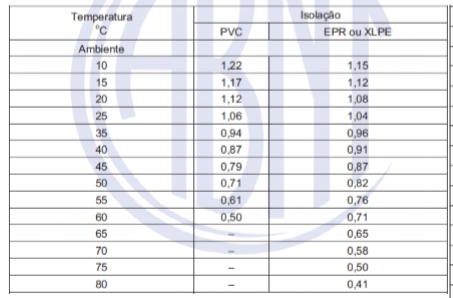 Temperatura Isolação
°C PVC EPR ou XLPE
Ambiente
10 1,22 1,15
15 1,17 1,12
20 1,12 1,08
25 1,06 1,04
35 0,94 0,96
40 0,87 0,91
45 0,79 0,87
50 0,71 0,82
55 0,61 0,76
60 0,50 0,71
65 – 0,65
70 – 0,58
75 – 0,50
80 – 0,41